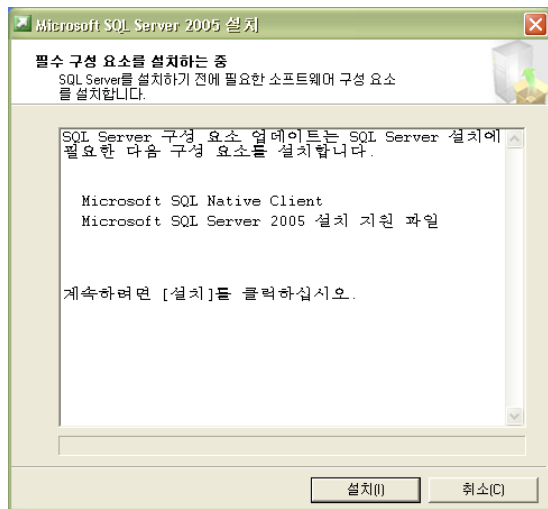 Microsoft SQL Server 2005 설치
필수 구성 요소를 설치하는 중
SQL Server를 설치하기 전에 필요한 소프트웨어 구성 요소
를 설치합니다.
SQL Server 구성 요소 업데이트는 SQL Server 설치에
필요한 다음 구성 요소를 설치합니다.
Microsoft SQL Native Client
Microsoft SQL Server 2005 설치 지원 파일
계속하려면 [설치]를 클릭하십시오.
설치(I)
취소(C)